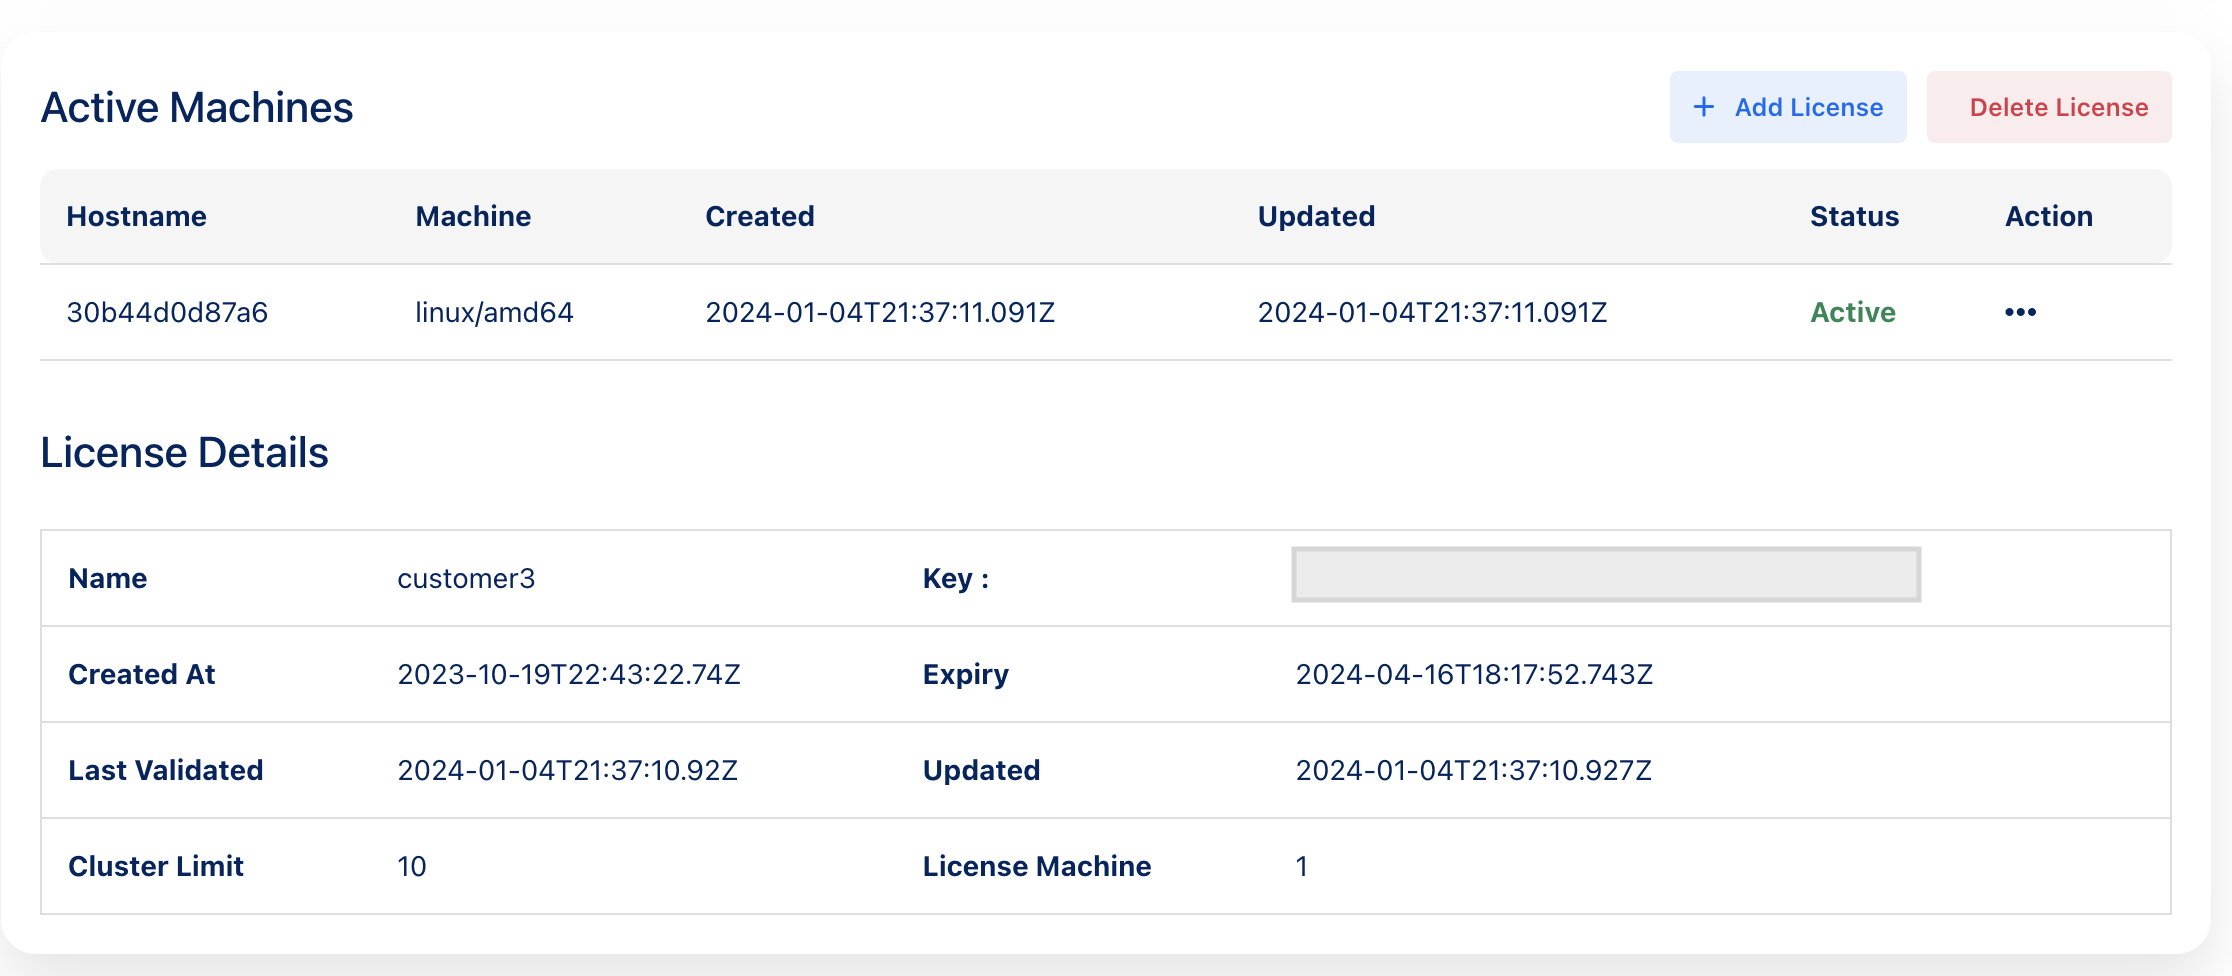 Active Machines
+ Add License
Delete License
Hostname Machine Created Updated Status Action
30b44d0d87a6 linux/amd64 2024-01-04T21:37:11.091Z 2024-01-04T21:37:11.091Z Active •••
License Details
Name customer3 Key :
Created At 2023-10-19T22:43:22.74Z Expiry 2024-04-16T18:17:52.743Z
Last Validated 2024-01-04T21:37:10.92Z Updated 2024-01-04T21:37:10.927Z
Cluster Limit 10 License Machine 1